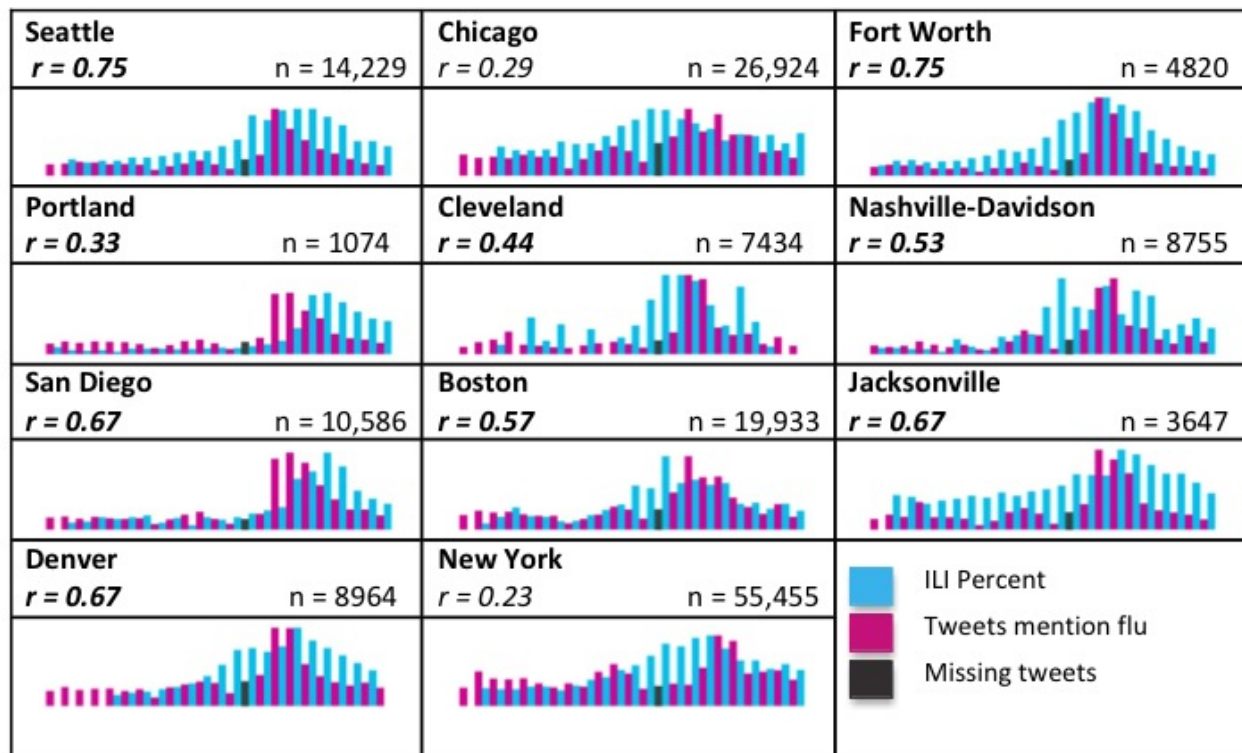 Seattle
r = 0.75 n = 14,229
Chicago
r = 0.29 n = 26,924
Fort Worth
r = 0.75 n = 4820
Portland
r = 0.33 n = 1074
Cleveland
r = 0.44 n = 7434
Nashville-Davidson
r = 0.53 n = 8755
San Diego
r = 0.67 n = 10,586
Boston
r = 0.57 n = 19,933
Jacksonville
r = 0.67 n = 3647
Denver
r = 0.67 n = 8964
New York
r = 0.23 n = 55,455
ILI Percent
Tweets mention flu
Missing tweets